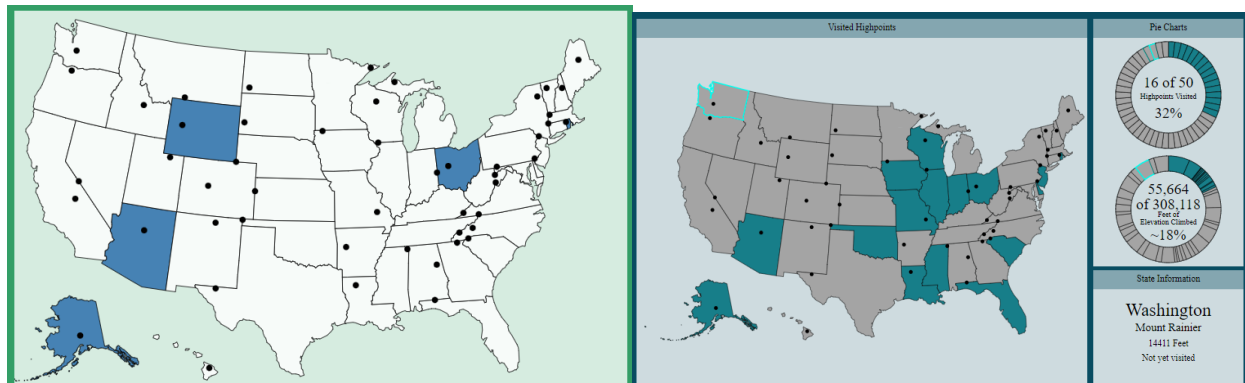 Visited Highpoints
Pie Charts
16 of 50
Highpoints Visited
32%
55,664
of 308,118
Feet of
Elevation Climbed
~18%
State Information
Washington
Mount Rainier
14411 Feet
Not yet visited